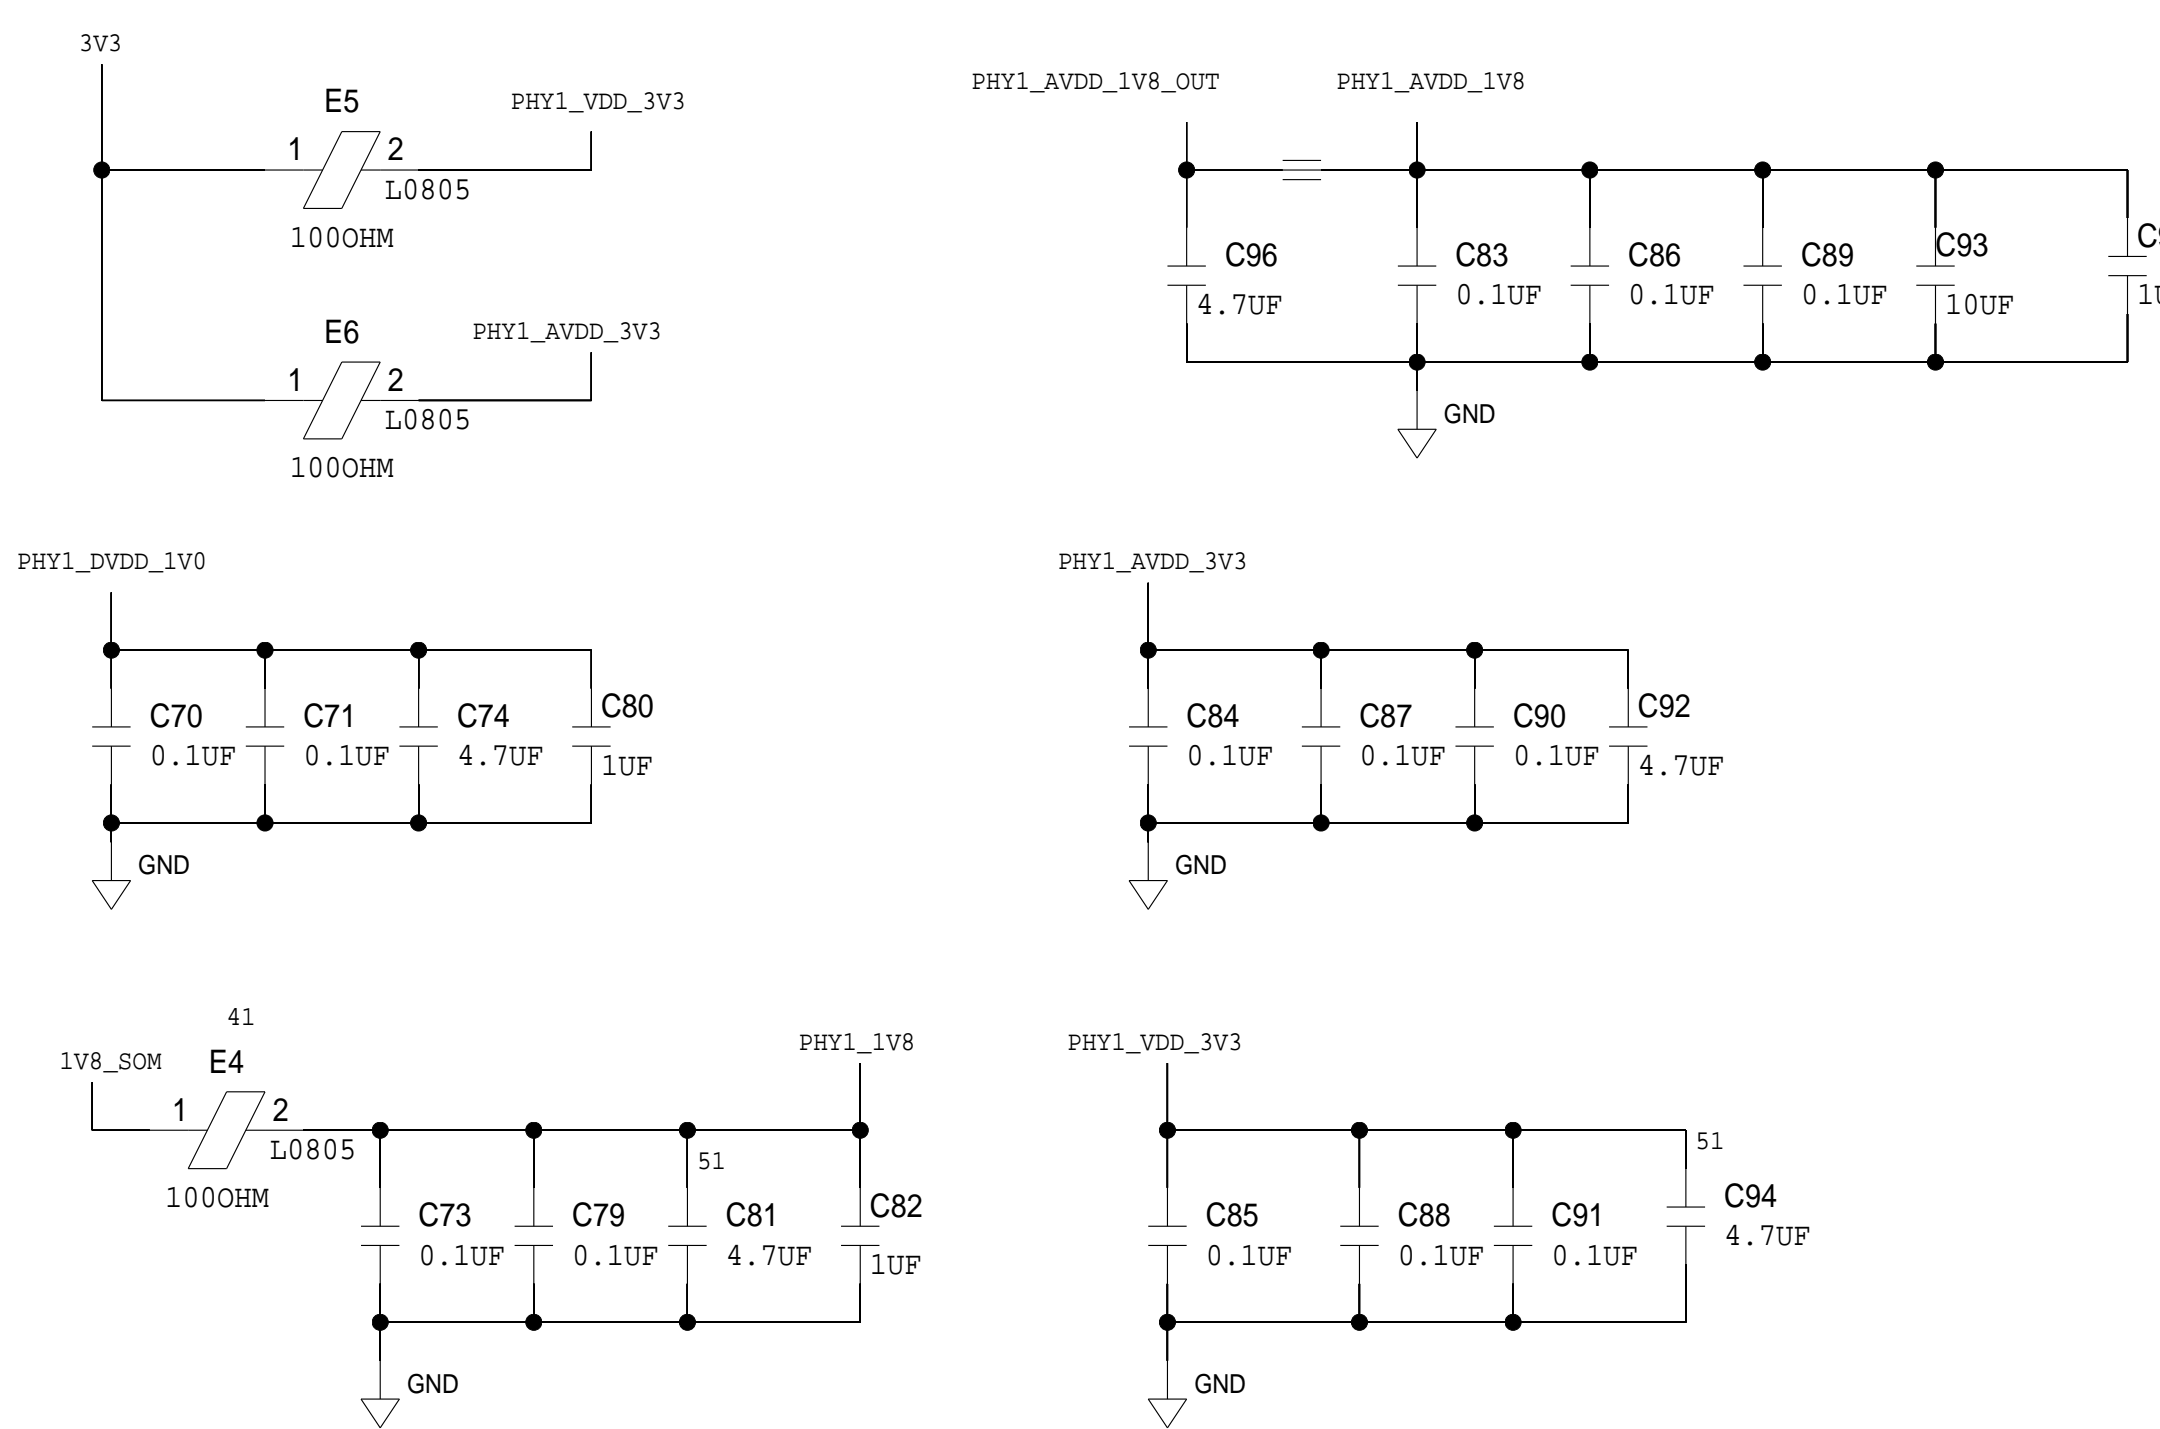 3V3
E5
PHY1_VDD_3V3
1
2
L0805
100OHM
E6
PHY1_AVDD_3V3
1
2
L0805
100OHM
PHY1_AVDD_1V8_OUT
PHY1_AVDD_1V8
C96
4.7UF
C83
0.1UF
C86
0.1UF
C89
0.1UF
C93
10UF
GND
PHY1_DVDD_1V0
C70
0.1UF
C71
0.1UF
C74
4.7UF
C80
1UF
GND
PHY1_AVDD_3V3
C84
0.1UF
C87
0.1UF
C90
0.1UF
C92
4.7UF
GND
41
1V8_SOM
E4
1
2
L0805
100OHM
PHY1_1V8
51
C73
0.1UF
C79
0.1UF
C81
4.7UF
C82
1UF
GND
PHY1_VDD_3V3
51
C85
0.1UF
C88
0.1UF
C91
0.1UF
C94
4.7UF
GND